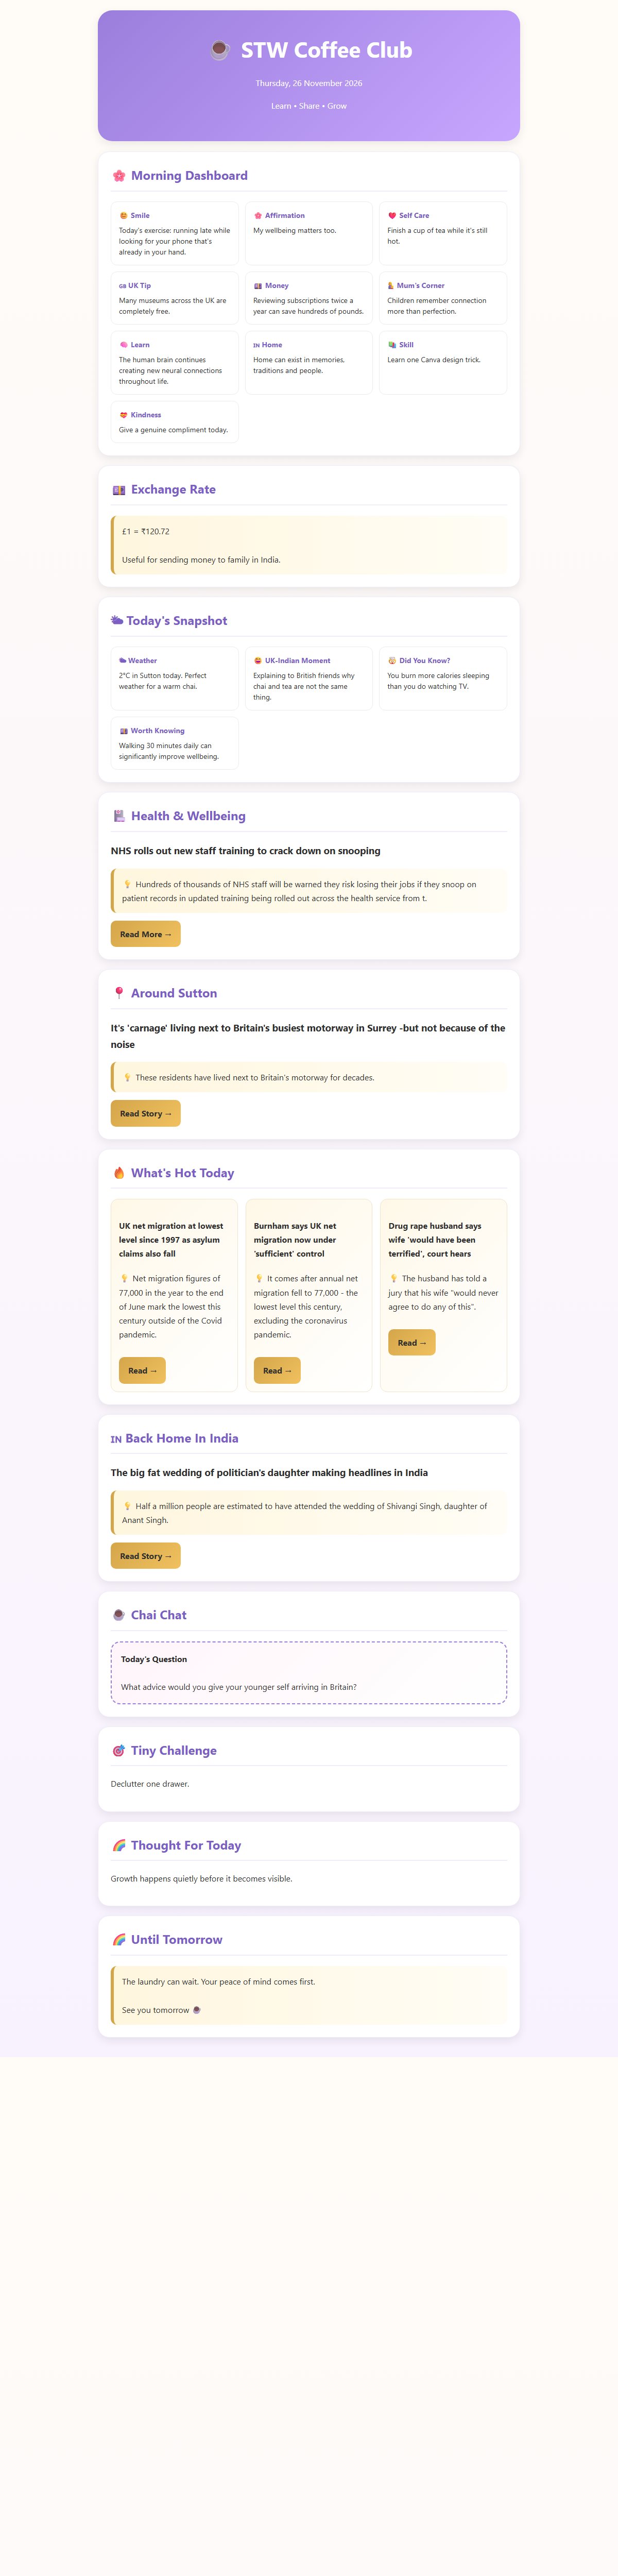 ☕ STW Coffee Club
Thursday, 26 November 2026
Learn • Share • Grow
🌸 Morning Dashboard
😊 Smile
Today's exercise: running late while
looking for your phone that's
already in your hand.
🌸 Affirmation
My wellbeing matters too.
❤️ Self Care
Finish a cup of tea while it's still
hot.
GB UK Tip
Many museums across the UK are
completely free.
💷 Money
Reviewing subscriptions twice a
year can save hundreds of pounds.
Mum's Corner
Children remember connection
more than perfection.
🧠 Learn
The human brain continues
creating new neural connections
throughout life.
IN Home
Home can exist in memories,
traditions and people.
📚 Skill
Learn one Canva design trick.
💝 Kindness
Give a genuine compliment today.
💷 Exchange Rate
£1 = ₹120.72
Useful for sending money to family in India.
🌤 Today's Snapshot
🌤 Weather
2°C in Sutton today. Perfect
weather for a warm chai.
😂 UK-Indian Moment
Explaining to British friends why
chai and tea are not the same
thing.
🤯 Did You Know?
You burn more calories sleeping
than you do watching TV.
💷 Worth Knowing
Walking 30 minutes daily can
significantly improve wellbeing.
Health & Wellbeing
NHS rolls out new staff training to crack down on snooping
💡 Hundreds of thousands of NHS staff will be warned they risk losing their jobs if they snoop on
patient records in updated training being rolled out across the health service from t.
Read More →
📍 Around Sutton
It's 'carnage' living next to Britain's busiest motorway in Surrey -but not because of the
noise
💡 These residents have lived next to Britain's motorway for decades.
Read Story →
🔥 What's Hot Today
UK net migration at lowest
level since 1997 as asylum
claims also fall
💡 Net migration figures of
77,000 in the year to the end
of June mark the lowest this
century outside of the Covid
pandemic.
Read →
Burnham says UK net
migration now under
'sufficient' control
💡 It comes after annual net
migration fell to 77,000 - the
lowest level this century,
excluding the coronavirus
pandemic.
Read →
Drug rape husband says
wife 'would have been
terrified', court hears
💡 The husband has told a
jury that his wife "would never
agree to do any of this".
Read →
IN Back Home In India
The big fat wedding of politician's daughter making headlines in India
💡 Half a million people are estimated to have attended the wedding of Shivangi Singh, daughter of
Anant Singh.
Read Story →
☕ Chai Chat
Today's Question
What advice would you give your younger self arriving in Britain?
🎯 Tiny Challenge
Declutter one drawer.
🌈 Thought For Today
Growth happens quietly before it becomes visible.
🌈 Until Tomorrow
The laundry can wait. Your peace of mind comes first.
See you tomorrow ☕